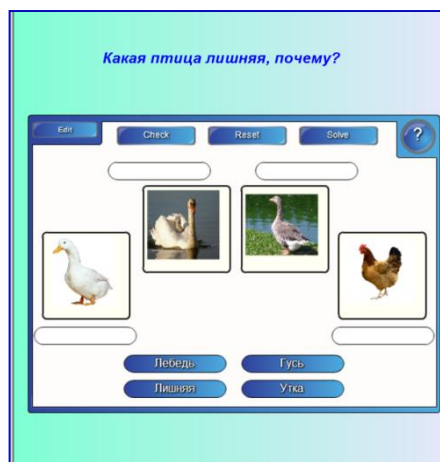 Какая птица лишняя, почему?
Edit
Check
Reset
Solve
?
Лебедь
Гусь
Лишняя
Утка